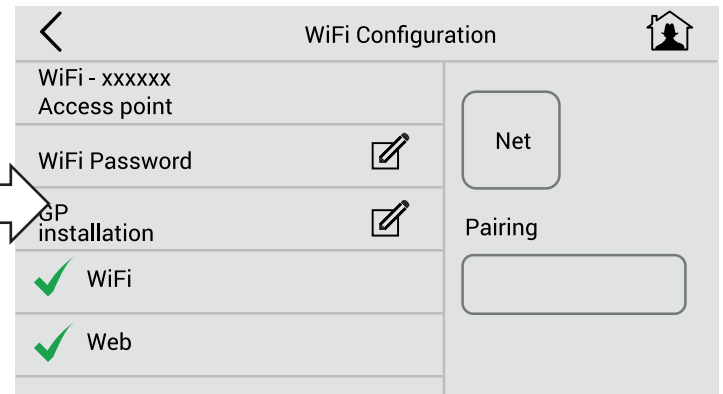 WiFi Configuration
WiFi - xxxxxx
Access point
WiFi Password
GP
installation
WiFi
Web
Net
Pairing